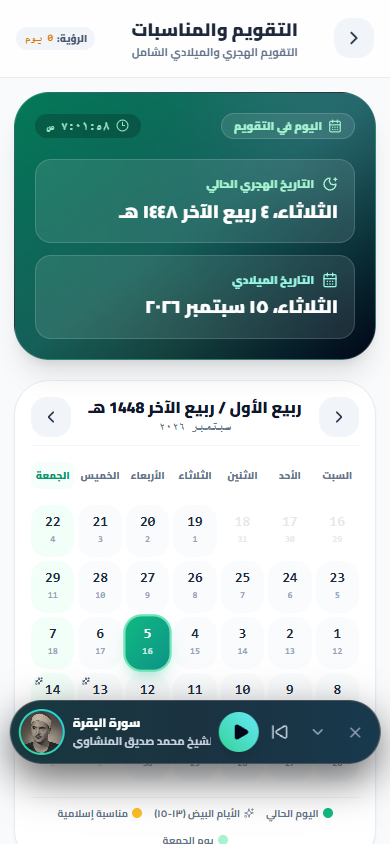 التقويم والمناسبات
التقويم الهجري والميلادي الشامل
الرؤية: 0 يوم
اليوم في التقويم
٧:٠١:٥٨ ص
التاريخ الهجري الحالي
الثلاثاء، ٤ ربيع الآخر ١٤٤٨ هـ
التاريخ الميلادي
الثلاثاء، ١٥ سبتمبر ٢٠٢٦
ربيع الأول / ربيع الآخر 1448 هـ
سبتمبر ٢٠٢٦
السبت الأحد الاثنين الثلاثاء الأربعاء الخميس الجمعة
16 17 18 19 20 21 22
29 30 31 1 2 3 4
23 24 25 26 27 28 29
5 6 7 8 9 10 11
1 2 3 4 5 6 7
12 13 14 15 16 17 18
8 9 10 11 12 13 14
سورة البقرة
الشيخ محمد صديق المنشاوي
اليوم الحالي
الأيام البيض (١٣-١٥)
مناسبة إسلامية
يوم الجمعة